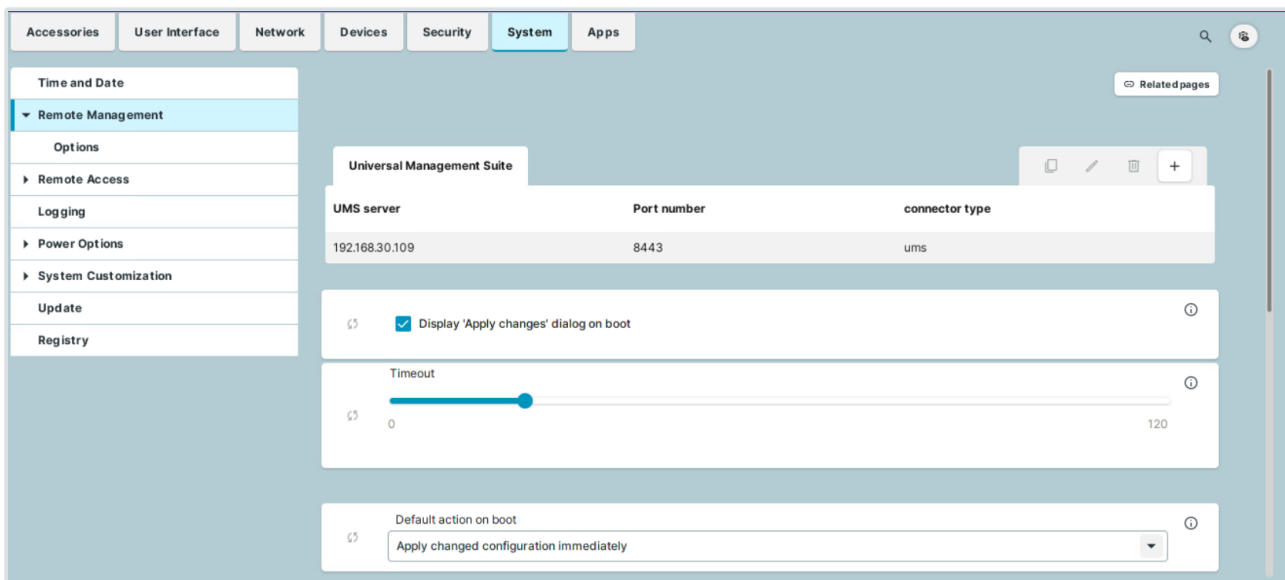 Accessories User Interface Network Devices Security System Apps
Time and Date
Related pages
Remote Management
Options
Universal Management Suite
Remote Access
UMS server Port number connector type
Logging
Power Options
192.168.30.109 8443 ums
System Customization
Update
Display 'Apply changes' dialog on boot
Registry
Timeout
0 120
Default action on boot
Apply changed configuration immediately